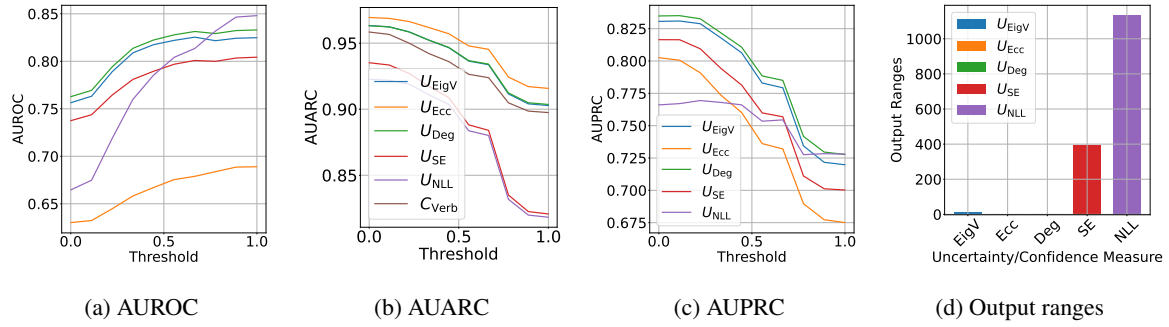 0.85
0.80
0.75
0.70
0.65
AUROC
0.0
0.5
1.0
Threshold
(a) AUROC
0.95
0.90
0.85
AUARC
U_EigV
U_Ecc
U_Deg
U_SE
U_NLL
C_Verb
0.0
0.5
1.0
Threshold
(b) AUARC
0.825
0.800
0.775
0.750
0.725
0.700
0.675
AUPRC
U_EigV
U_Ecc
U_Deg
U_SE
U_NLL
0.0
0.5
1.0
Threshold
(c) AUPRC
1000
800
600
400
200
0
Output Ranges
U_EigV
U_Ecc
U_Deg
U_SE
U_NLL
EigV
Ecc
Deg
SE
NLL
Uncertainty/Confidence Measure
(d) Output ranges